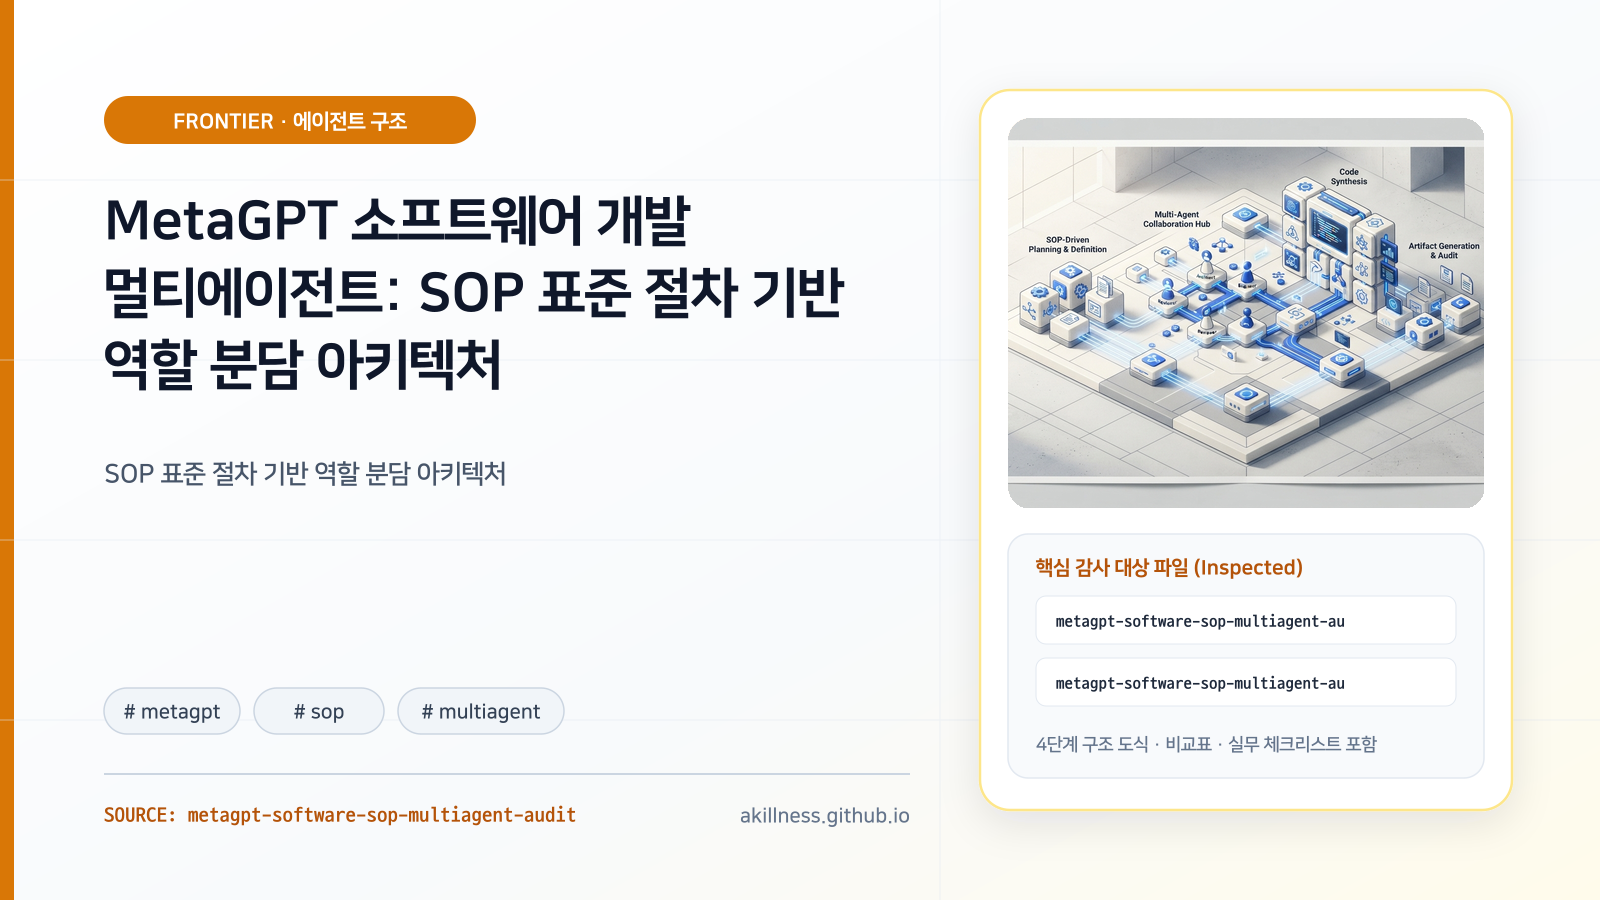 FRONTIER · 에이전트 구조
MetaGPT 소프트웨어 개발
멀티에이전트: SOP 표준 절차 기반
역할 분담 아키텍처
SOP 표준 절차 기반 역할 분담 아키텍처
# metagpt
# sop
# multiagent
SOURCE: metagpt-software-sop-multiagent-audit
akillness.github.io
Code
Synthesis
Multi-Agent
Collaboration Hub
SOP-Driven
Planning & Definition
Artifact Generation
& Audit
핵심 감사 대상 파일 (Inspected)
metagpt-software-sop-multiagent-au
metagpt-software-sop-multiagent-au
4단계 구조 도식 · 비교표 · 실무 체크리스트 포함